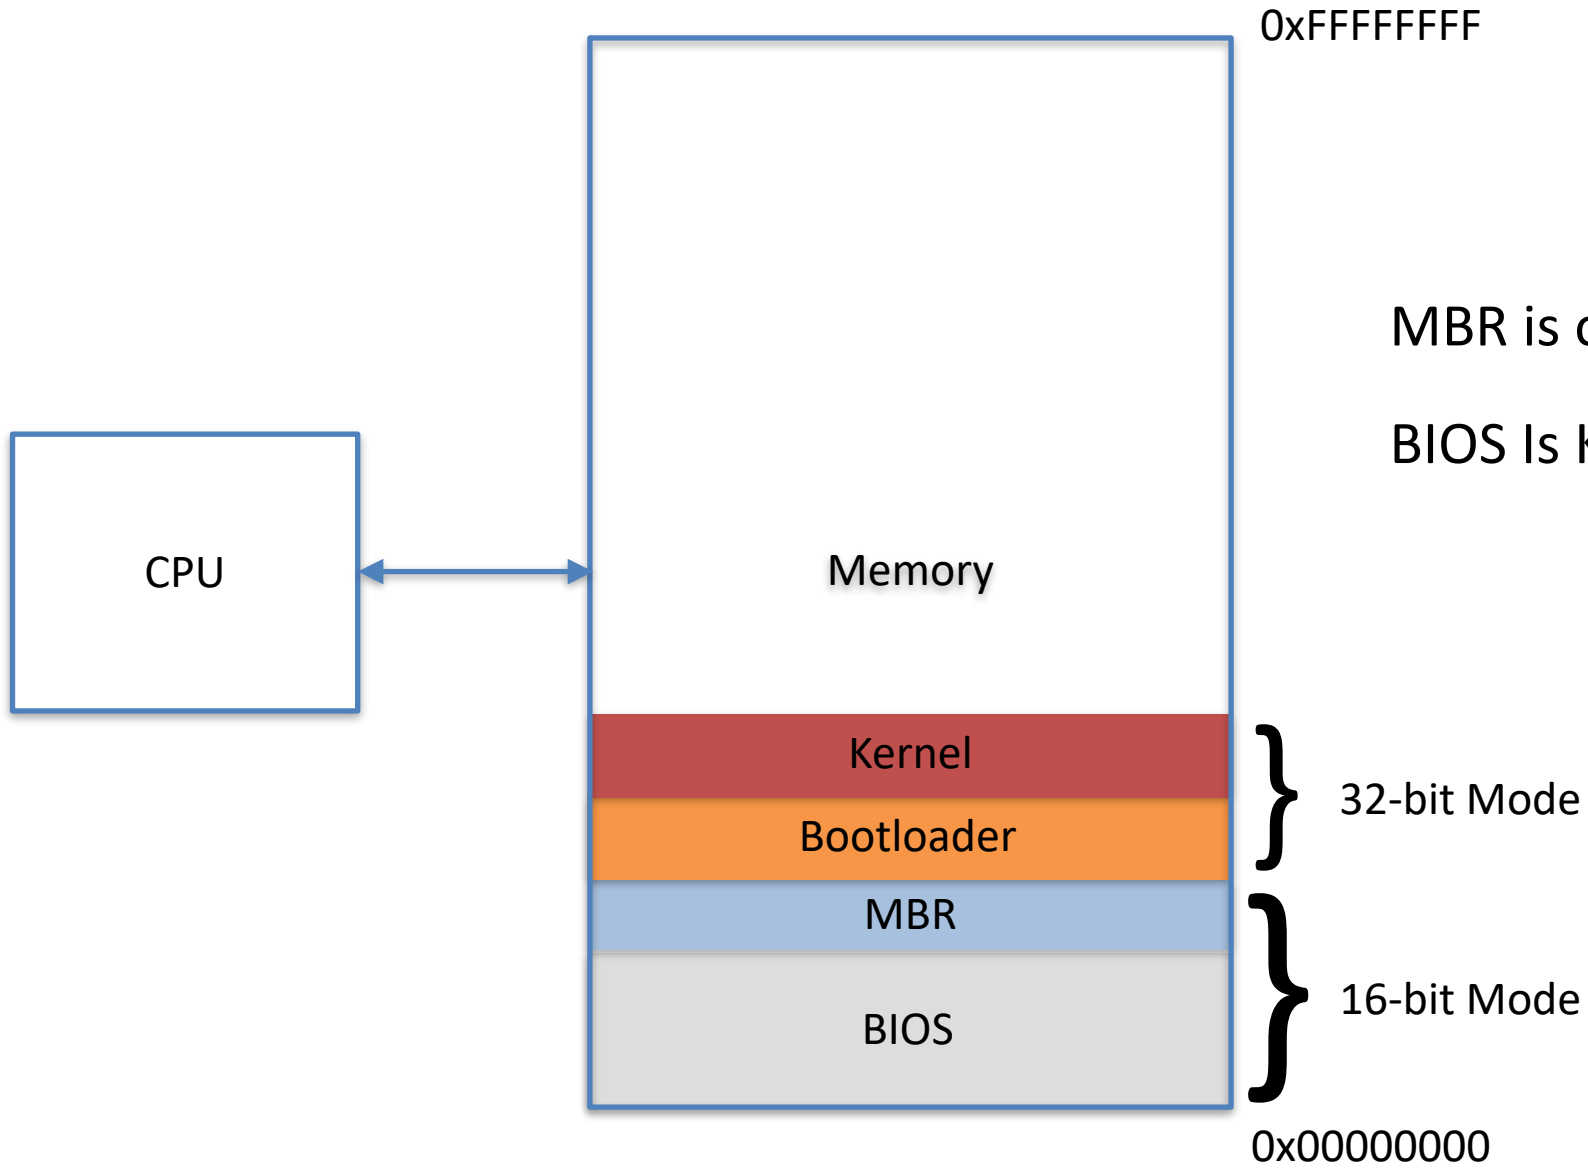 0xFFFFFFFF
MBR is
BIOS Is
CPU
Memory
Kernel
32-bit Mode
Bootloader
MBR
16-bit Mode
BIOS
0x00000000